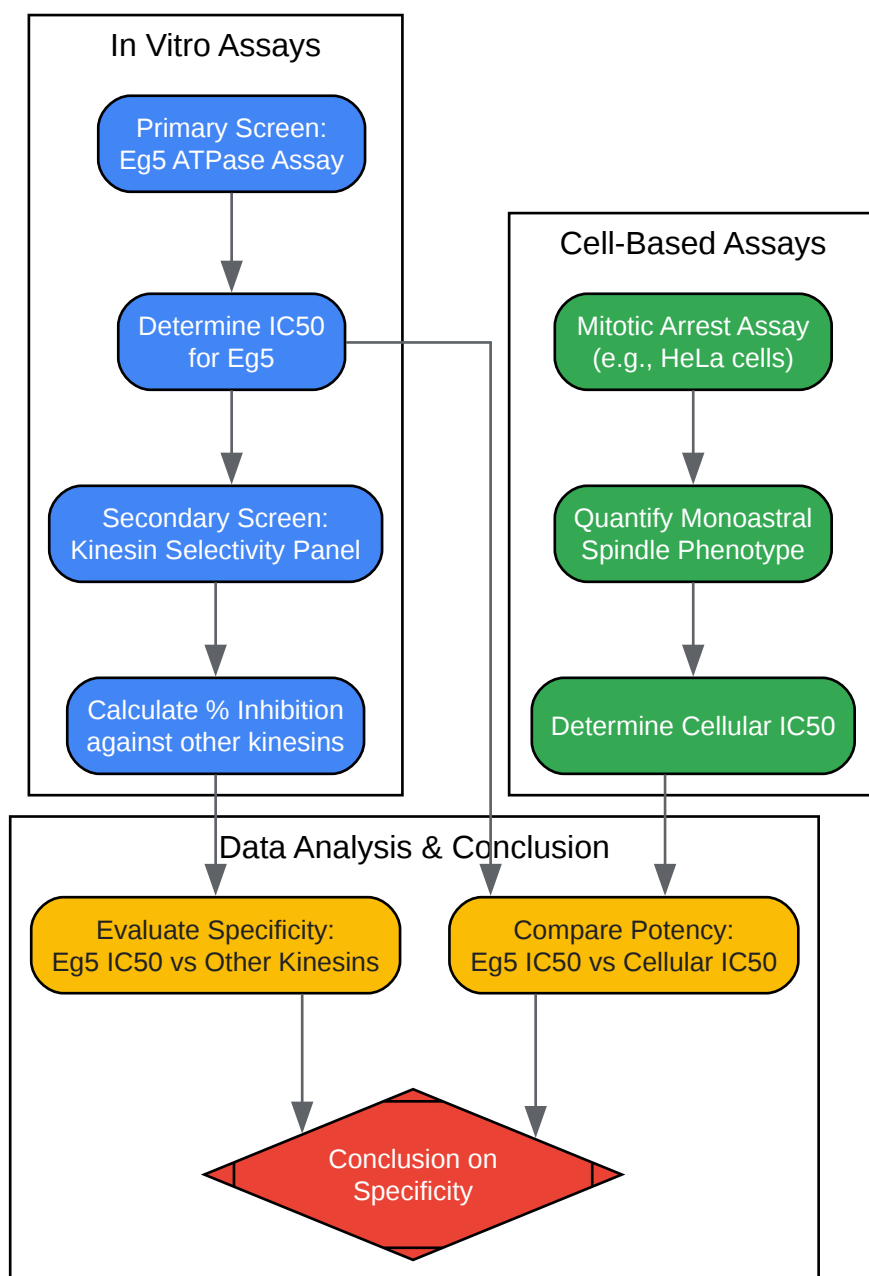 In Vitro Assays
Primary Screen:
Eg5 ATPase Assay
Determine IC50
for Eg5
Secondary Screen:
Kinesin Selectivity Panel
Calculate % Inhibition
against other kinesins
Cell-Based Assays
Mitotic Arrest Assay
(e.g., HeLa cells)
Quantify Monoastral
Spindle Phenotype
Determine Cellular IC50
Data Analysis & Conclusion
Evaluate Specificity:
Eg5 IC50 vs Other Kinesins
Compare Potency:
Eg5 IC50 vs Cellular IC50
Conclusion on
Specificity